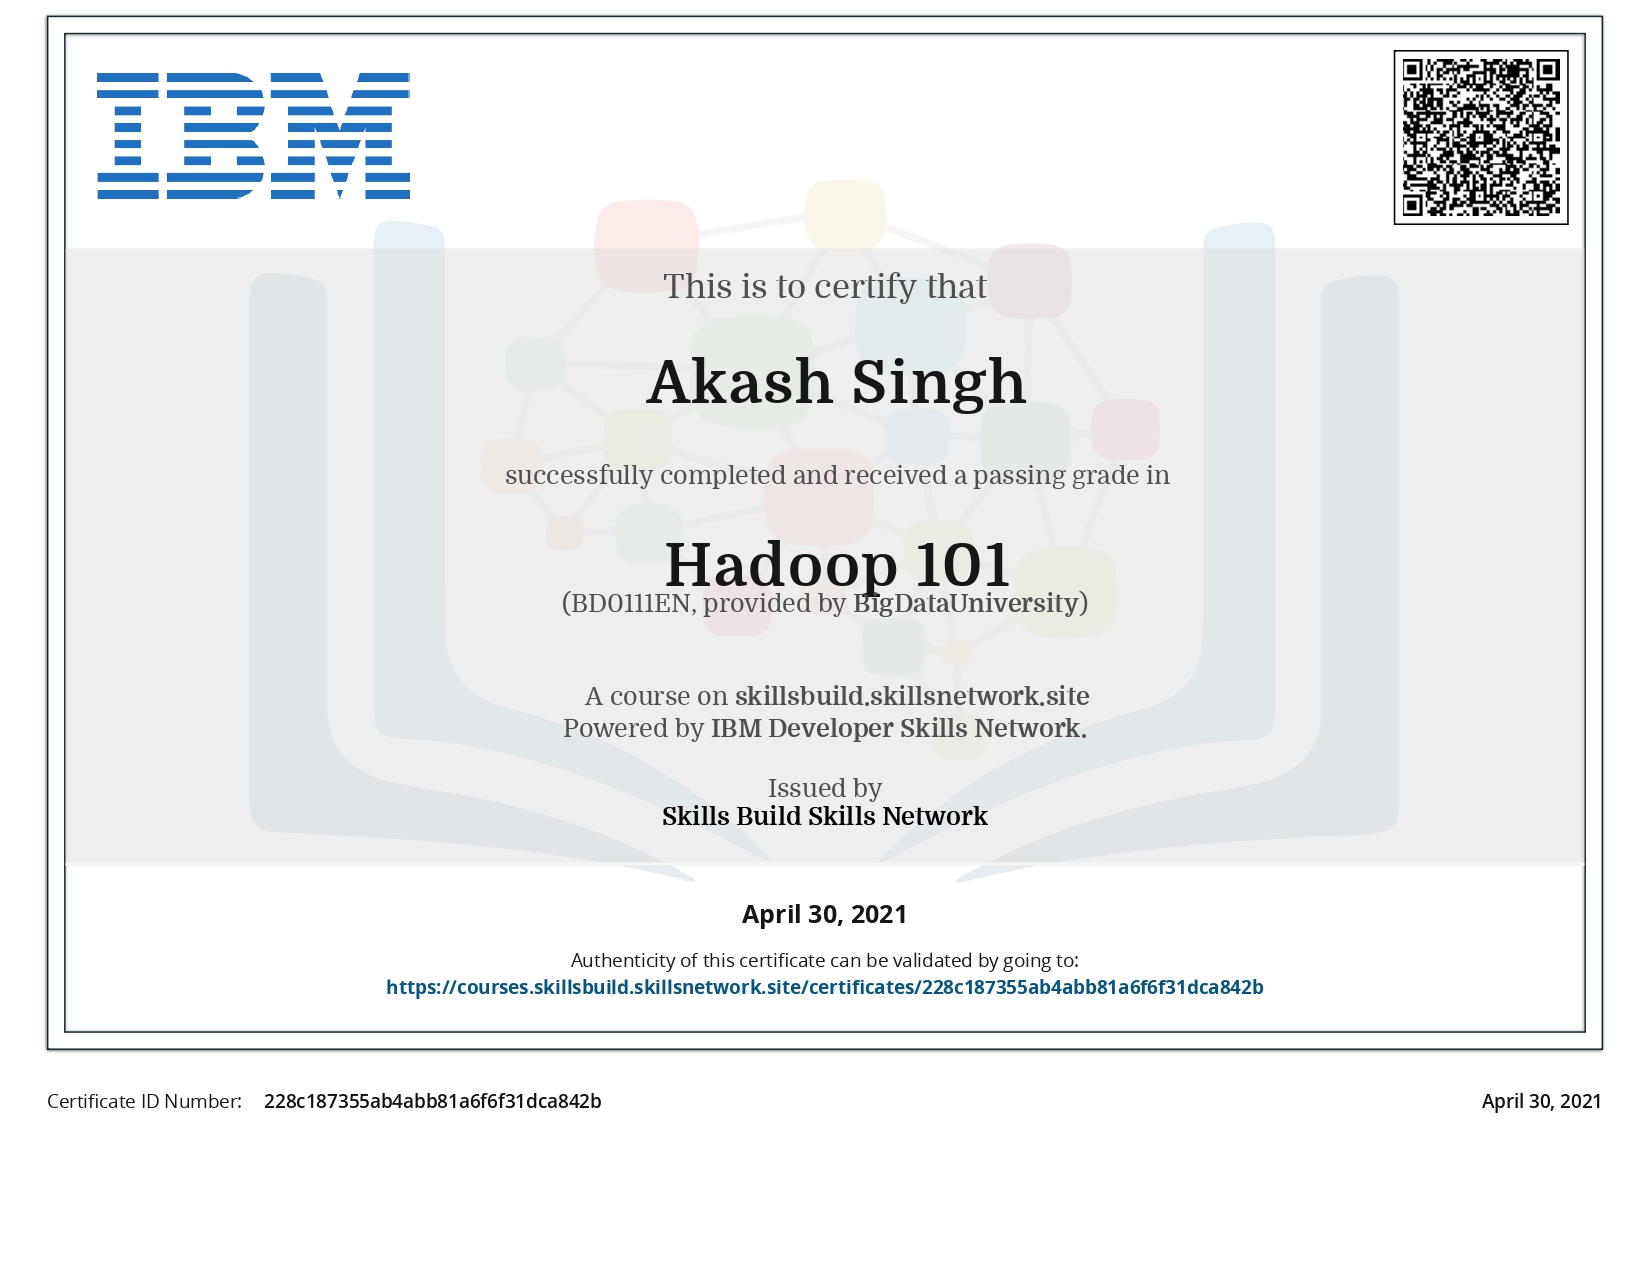 IBM
This is to certify that
Akash Singh
successfully completed and received a passing grade in
Hadoop 101
(BD0111EN, provided by BigDataUniversity)
A course on skillsbuild.skillsnetwork.site
Powered by IBM Developer Skills Network.
Issued by
Skills Build Skills Network
April 30, 2021
Authenticity of this certificate can be validated by going to:
https://courses.skillsbuild.skillsnetwork.site/certificates/228c187355ab4abb81a6f6f31dca842b
Certificate ID Number: 228c187355ab4abb81a6f6f31dca842b April 30, 2021